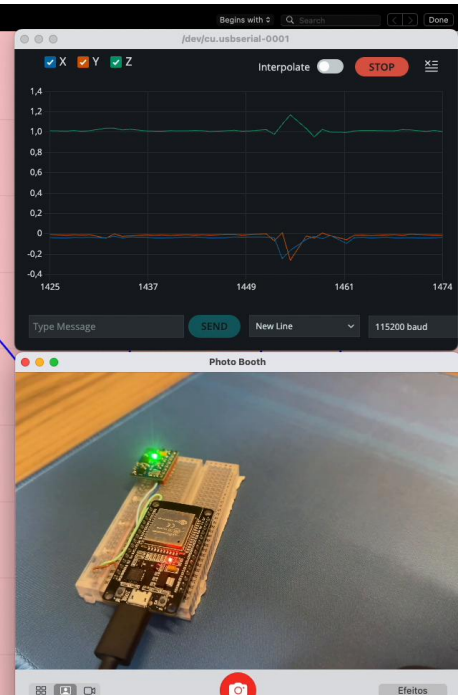 Begins with Search Done
/dev/cu.usbserial-0001
X Y Z Interpolate STOP
1,4
1,2
1,0
0,8
0,6
0,4
0,2
0
-0,2
-0,4
1425 1437 1449 1461 1474
Type Message SEND New Line 115200 baud
Photo Booth
Efeitos